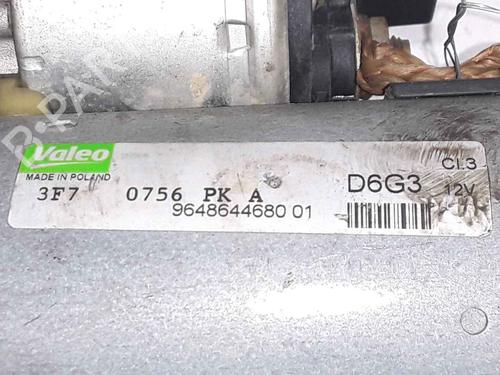 Valeo
MADE IN POLAND
3F7 0756 PK A
9648644680 01
D6G3
CL3
12V